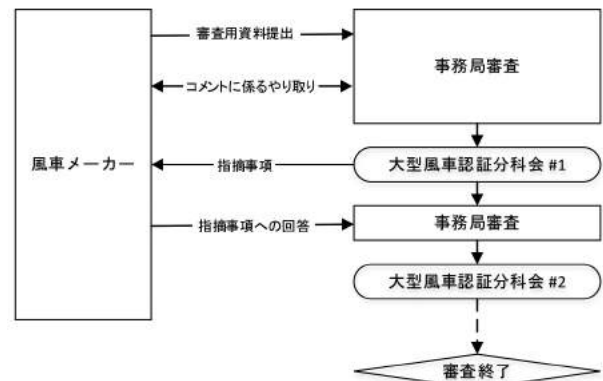 審査用資料提出
事務局審査
コメントに係るやり取り
風車メーカー
指摘事項
大型風車認証分科会 #1
指摘事項への回答
事務局審査
大型風車認証分科会 #2
審査終了